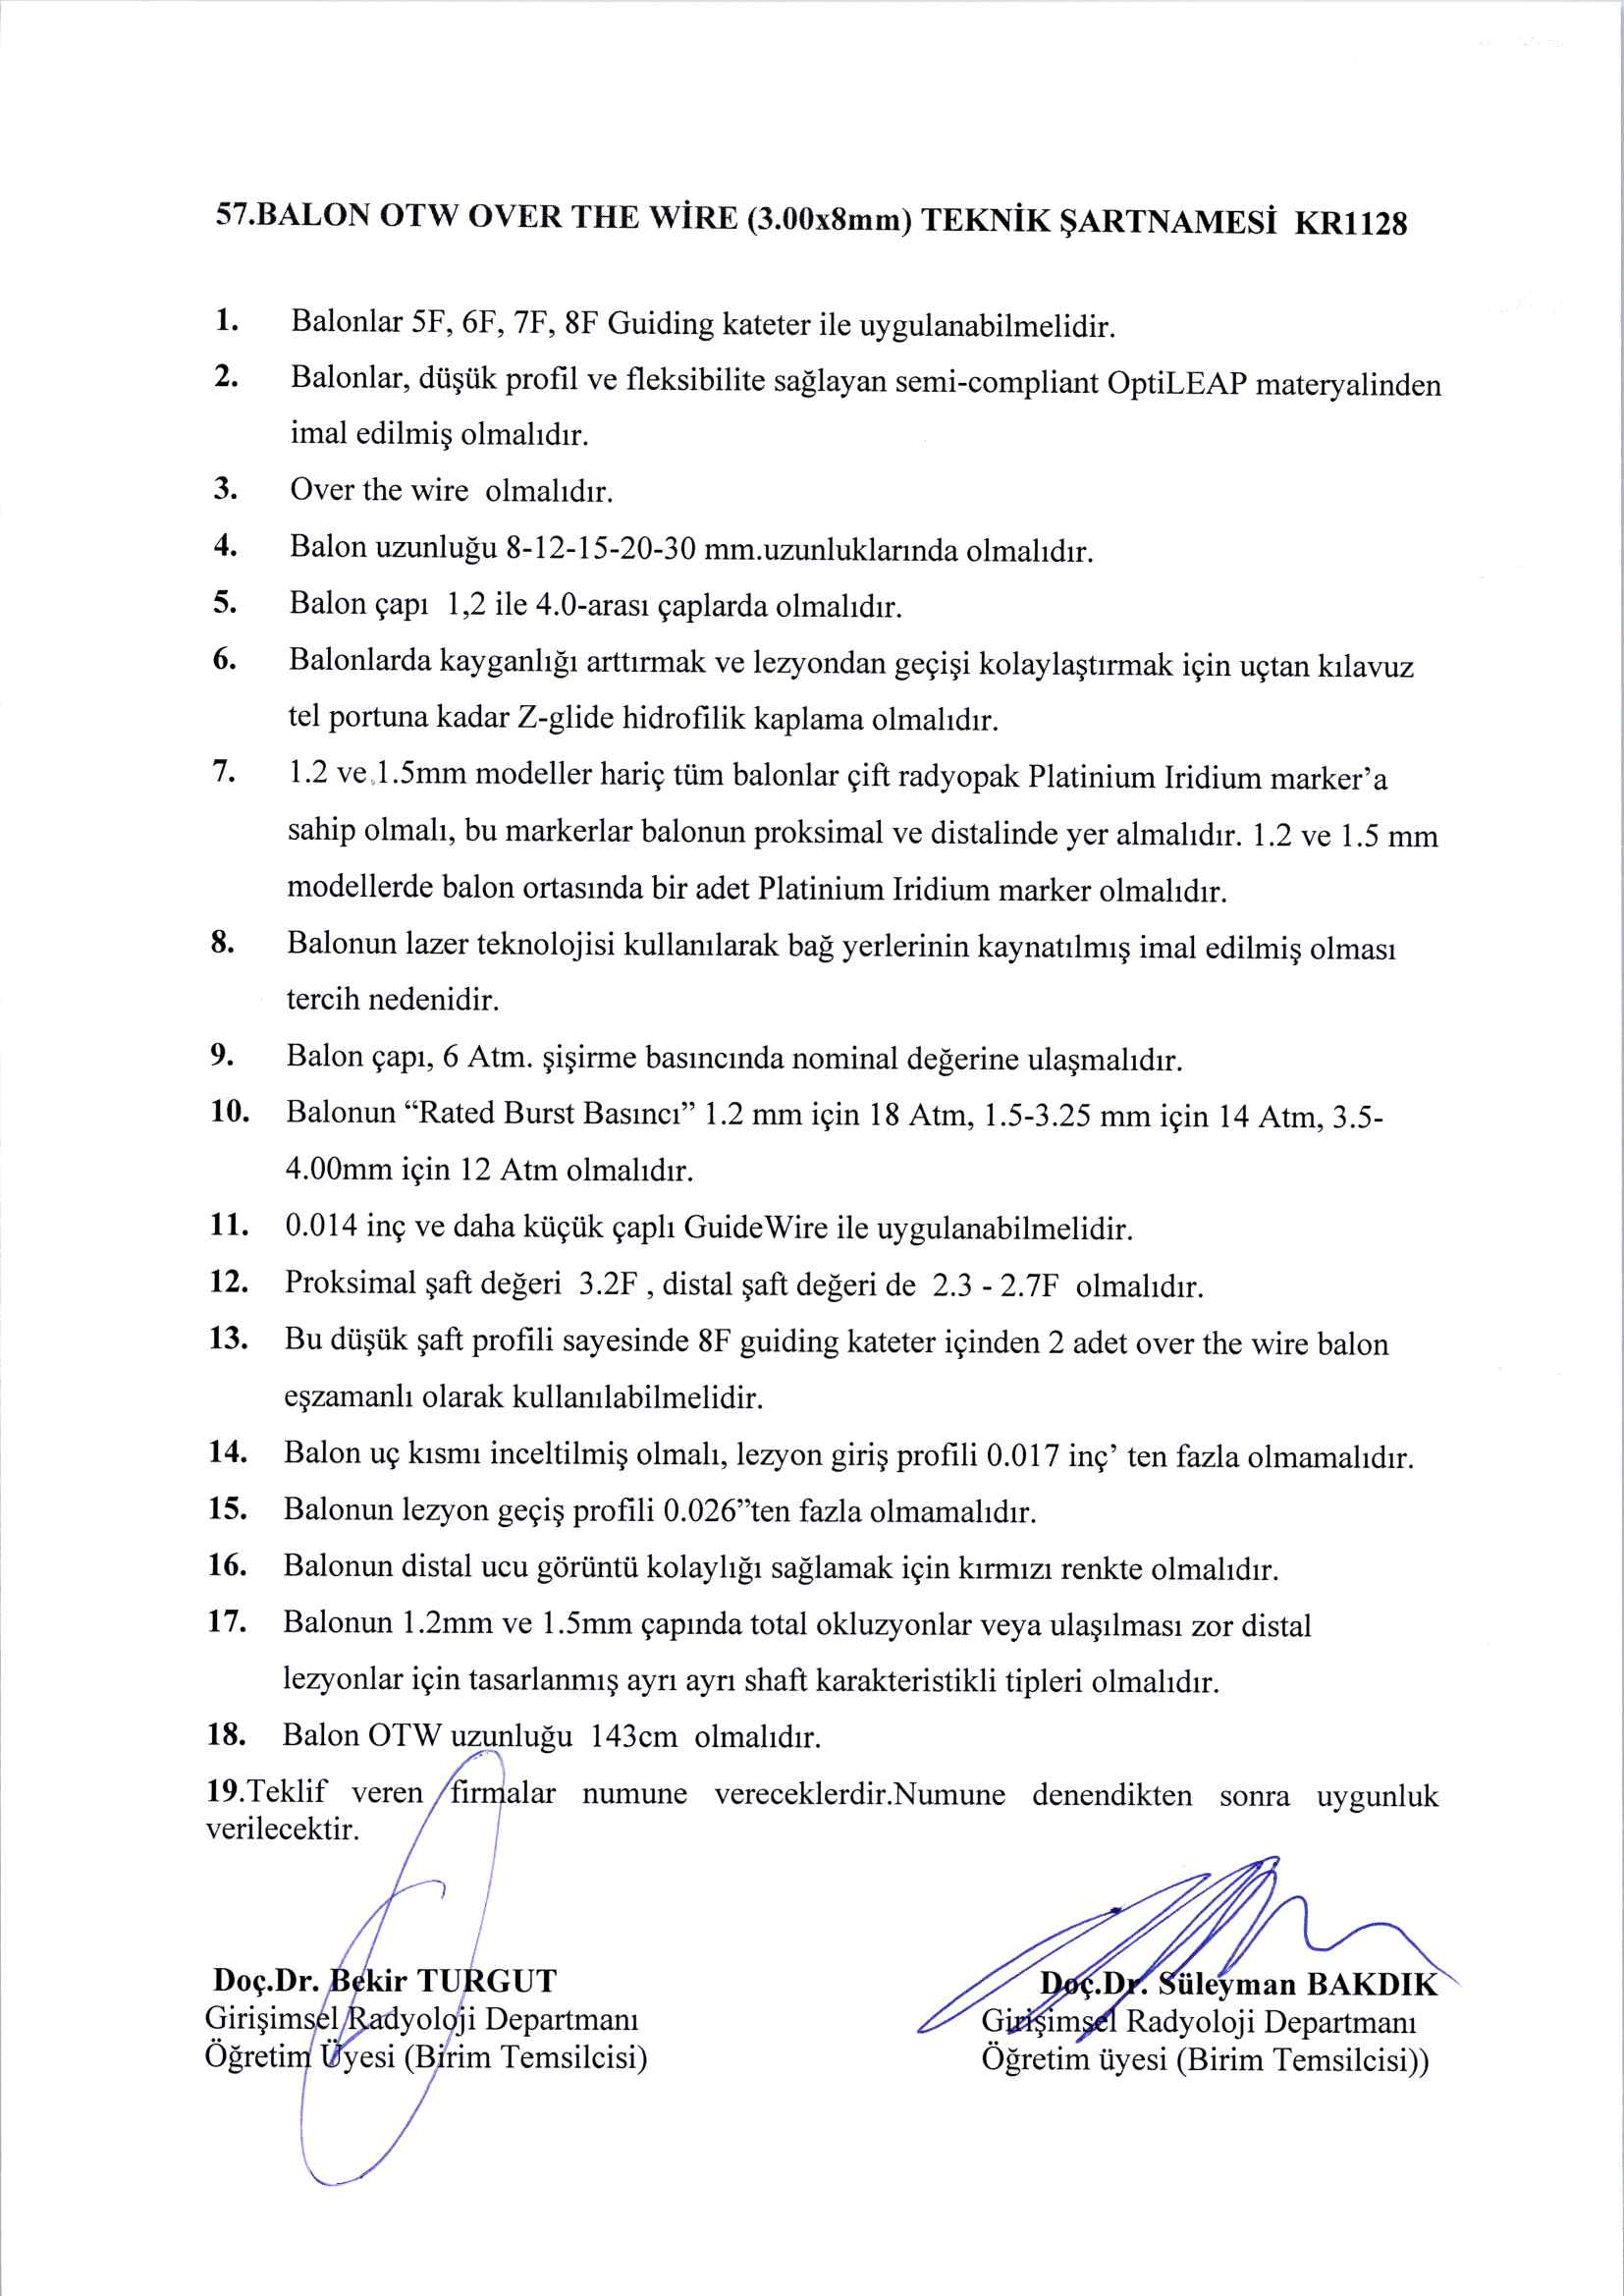 57.BALON OTW OVER THE WİRE (3.00x8mm) TEKNİK ŞARTNAMESİ KR1128
1. Balonlar 5F, 6F, 7F, 8F Guiding kateter ile uygulanabilmelidir.
2. Balonlar, düşük profil ve fleksibilite sağlayan semi-compliant OptiLEAP materyalinden
imal edilmiş olmalıdır.
3. Over the wire olmalıdır.
4. Balon uzunluğu 8-12-15-20-30 mm.uzunluklarında olmalıdır.
5. Balon çapı 1,2 ile 4.0-arası çaplarda olmalıdır.
6. Balonlarda kayganlığı arttırmak ve lezyondan geçişi kolaylaştırmak için uçtan kılavuz
tel portuna kadar Z-glide hidrofilik kaplama olmalıdır.
7. 1.2 ve 1.5mm modeller hariç tüm balonlar çift radyopak Platinium Iridium marker’a
sahip olmalı, bu markerlar balonun proksimal ve distalinde yer almalıdır. 1.2 ve 1.5 mm
modellerde balon ortasında bir adet Platinium Iridium marker olmalıdır.
8. Balonun lazer teknolojisi kullanılarak bağ yerlerinin kaynatılmış imal edilmiş olması
tercih nedenidir.
9. Balon çapı, 6 Atm. şişirme basıncında nominal değerine ulaşmalıdır.
10. Balonun “Rated Burst Basıncı” 1.2 mm için 18 Atm, 1.5-3.25 mm için 14 Atm, 3.5-
4.00mm için 12 Atm olmalıdır.
11. 0.014 inç ve daha küçük çaplı GuideWire ile uygulanabilmelidir.
12. Proksimal şaft değeri 3.2F , distal şaft değeri de 2.3 - 2.7F olmalıdır.
13. Bu düşük şaft profili sayesinde 8F guiding kateter içinden 2 adet over the wire balon
eşzamanlı olarak kullanılabilmelidir.
14. Balon uç kısmı inceltilmiş olmalı, lezyon giriş profili 0.017 inç’ ten fazla olmamalıdır.
15. Balonun lezyon geçiş profili 0.026”ten fazla olmamalıdır.
16. Balonun distal ucu görüntü kolaylığı sağlamak için kırmızı renkte olmalıdır.
17. Balonun 1.2mm ve 1.5mm çapında total okluzyonlar veya ulaşılması zor distal
lezyonlar için tasarlanmış ayrı ayrı shaft karakteristikli tipleri olmalıdır.
18. Balon OTW uzunluğu 143cm olmalıdır.
19.Teklif veren firmalar numune vereceklerdir.Numune denendikten sonra uygunluk
verilecektir.
Doç.Dr. Bekir TURGUT
Girişimsel Radyoloji Departmanı
Öğretim Üyesi (Birim Temsilcisi)
Doç.Dr. Süleyman BAKDIK
Girişimsel Radyoloji Departmanı
Öğretim üyesi (Birim Temsilcisi))